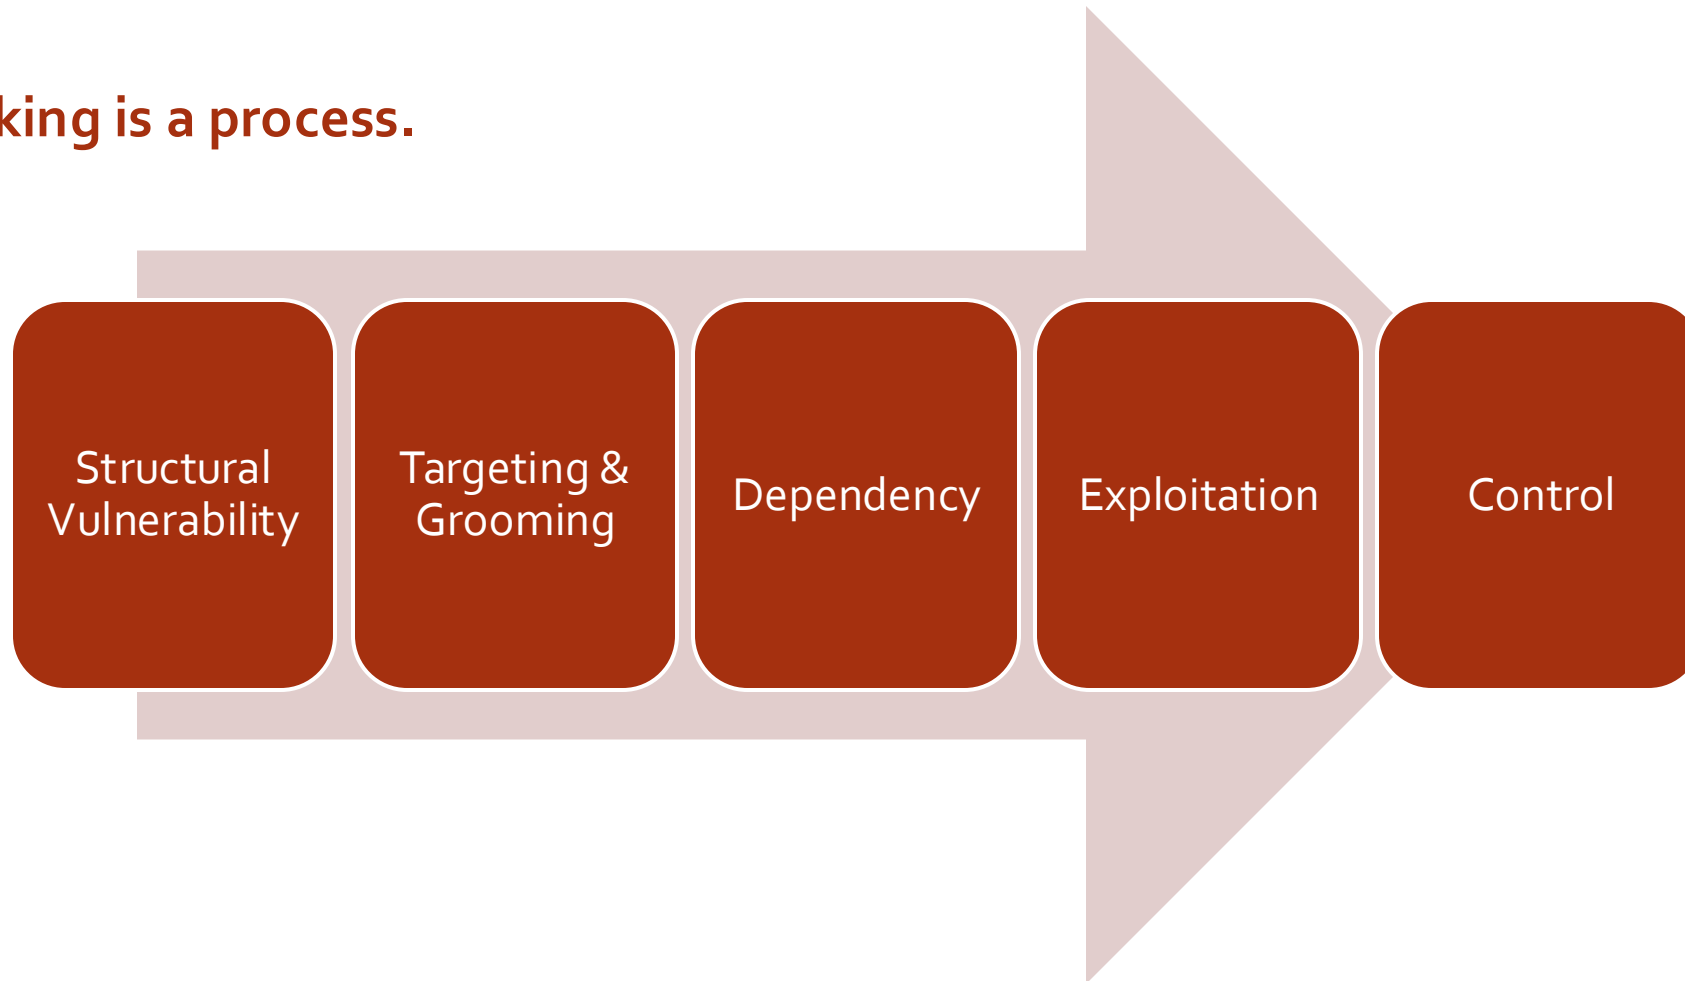 king is a process.
Structural
Vulnerability
Targeting &
Grooming
Dependency
Exploitation
Control